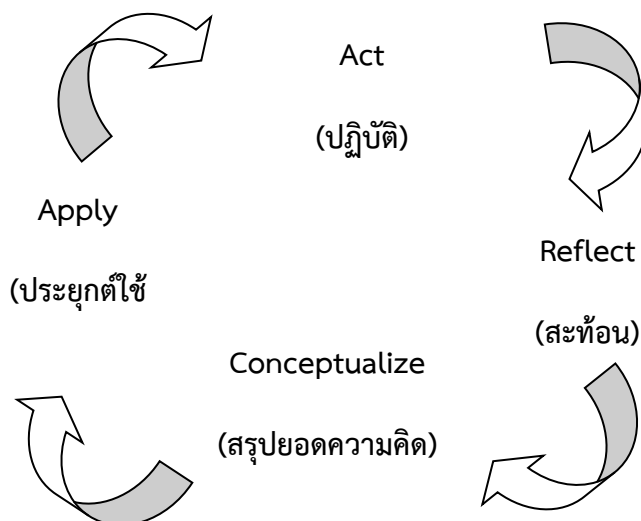 Act
(ปฏิบัติ)
Reflect
(สะท้อน)
Conceptualize
(สรุปยอดความคิด)
Apply
(ประยุกต์ใช้